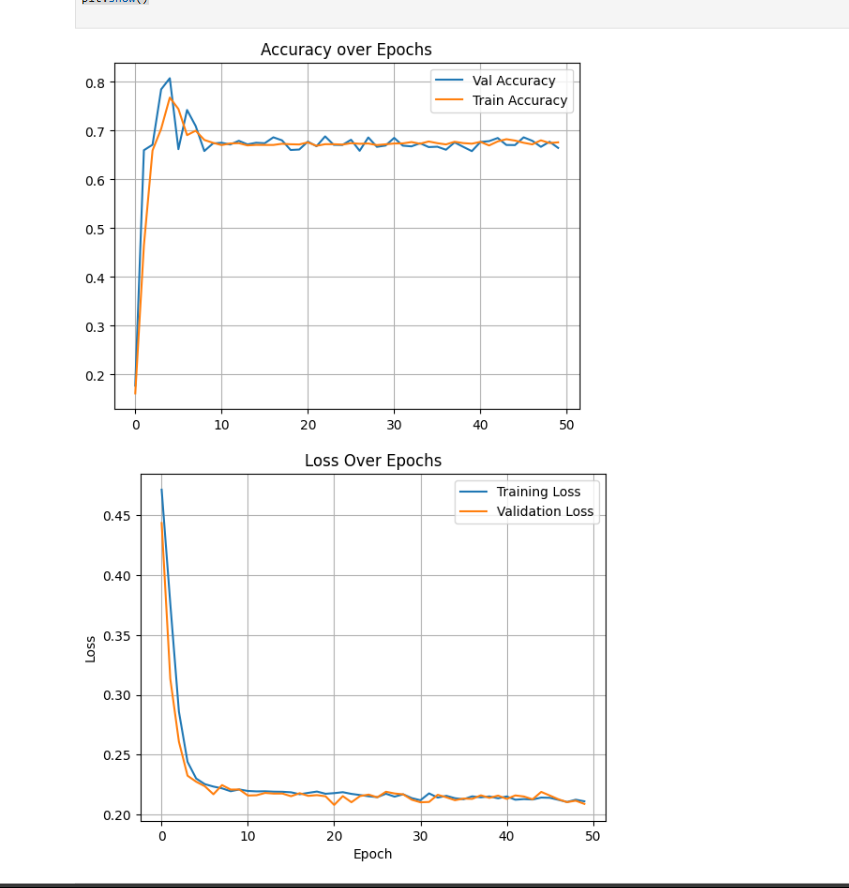 plt.show()
Accuracy over Epochs
Val Accuracy
Train Accuracy
0.8
0.7
0.6
0.5
0.4
0.3
0.2
0 10 20 30 40 50
Loss Over Epochs
Training Loss
Validation Loss
0.45
0.40
0.35
0.30
0.25
0.20
Loss
0 10 20 30 40 50
Epoch